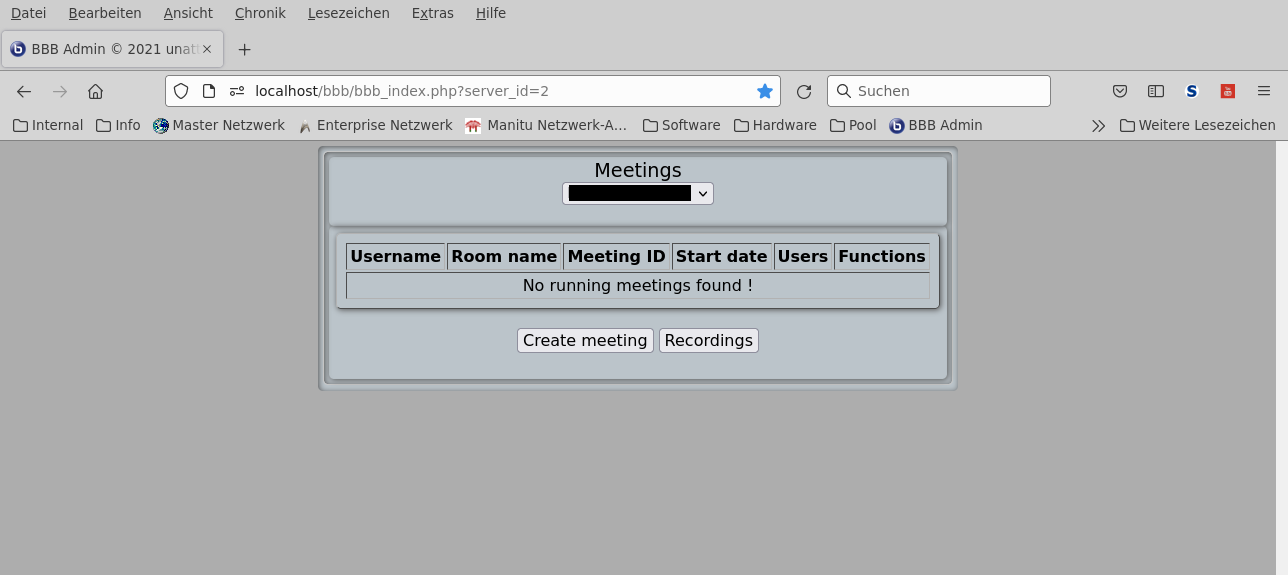 Datei Bearbeiten Ansicht Chronik Lesezeichen Extras Hilfe
BBB Admin © 2021 unatt
localhost/bbb/bbb_index.php?server_id=2 Suchen
Internal Info Master Netzwerk Enterprise Netzwerk Manitu Netzwerk-A... Software Hardware Pool BBB Admin Weitere Lesezeichen
Meetings
Username Room name Meeting ID Start date Users Functions
No running meetings found !
Create meeting Recordings